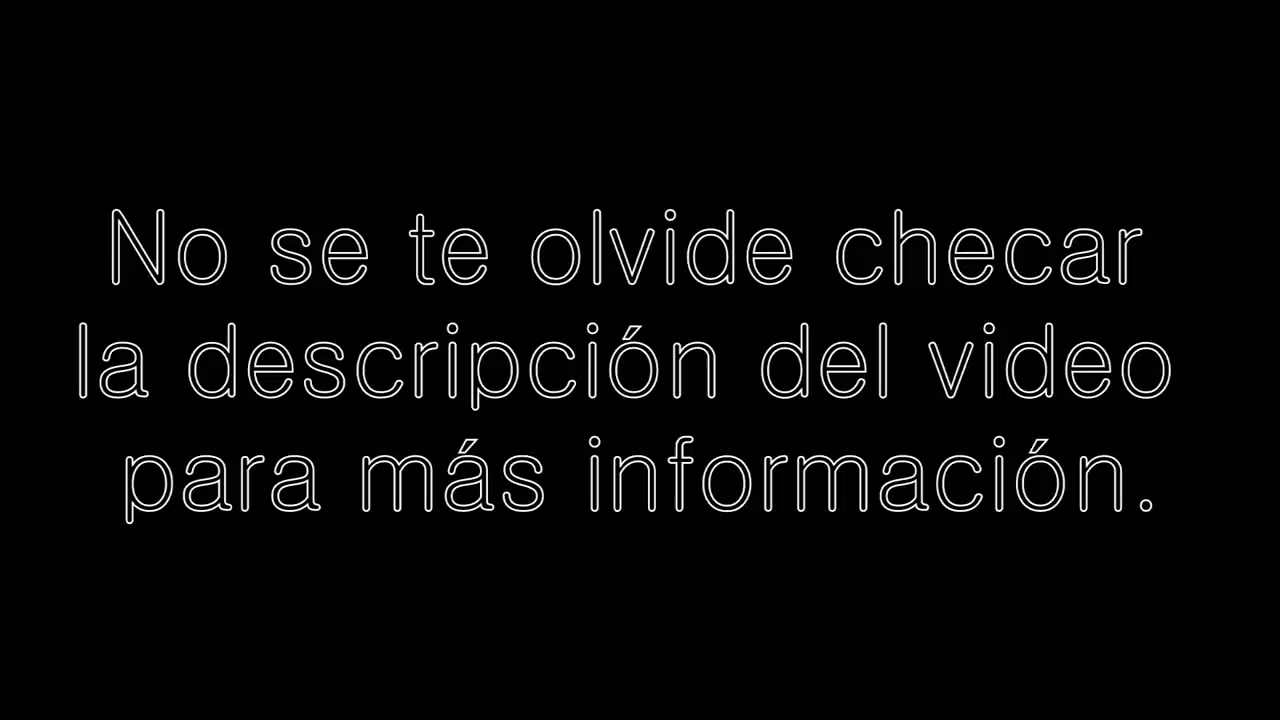 No se te olvide checar
la descripción del video
para más información.